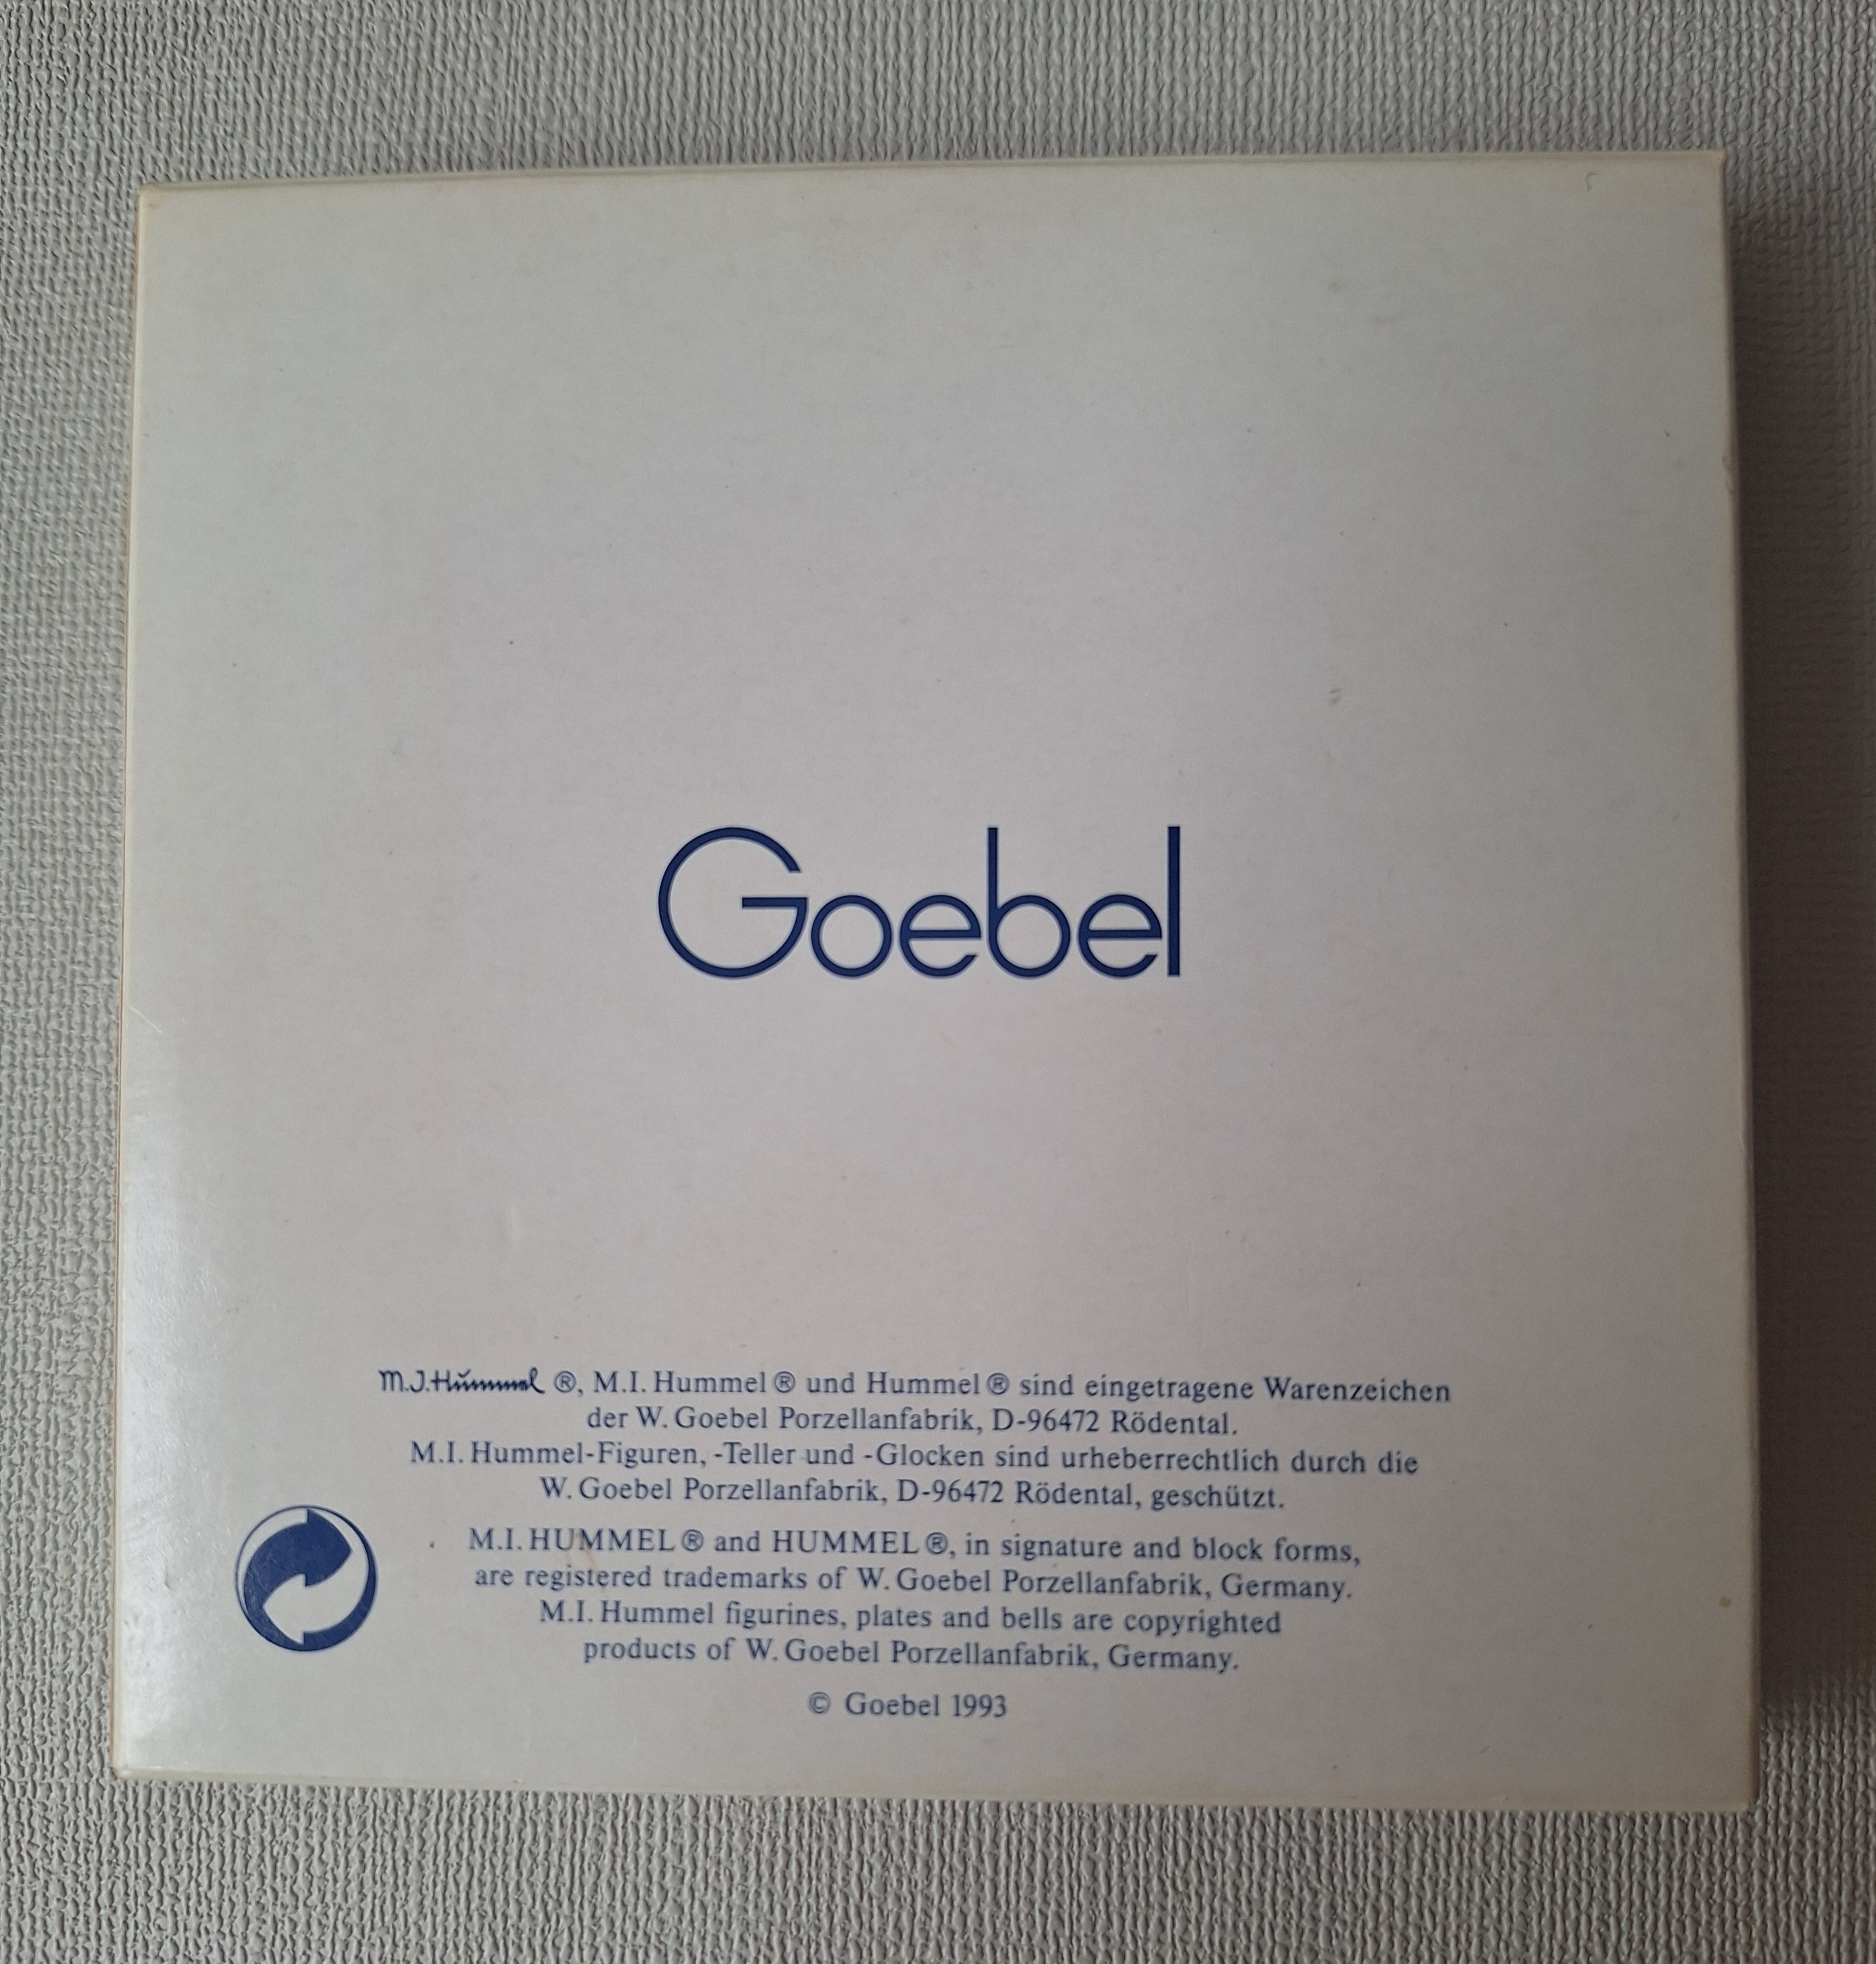 Goebel
M.J.Hummel ®, M.I. Hummel ® und Hummel ® sind eingetragene Warenzeichen
der W. Goebel Porzellanfabrik, D-96472 Rödental.
M.I. Hummel-Figuren, -Teller und -Glocken sind urheberrechtlich durch die
W. Goebel Porzellanfabrik, D-96472 Rödental, geschützt.
M.I. HUMMEL ® and HUMMEL ®, in signature and block forms,
are registered trademarks of W. Goebel Porzellanfabrik, Germany.
M.I. Hummel figurines, plates and bells are copyrighted
products of W. Goebel Porzellanfabrik, Germany.
© Goebel 1993